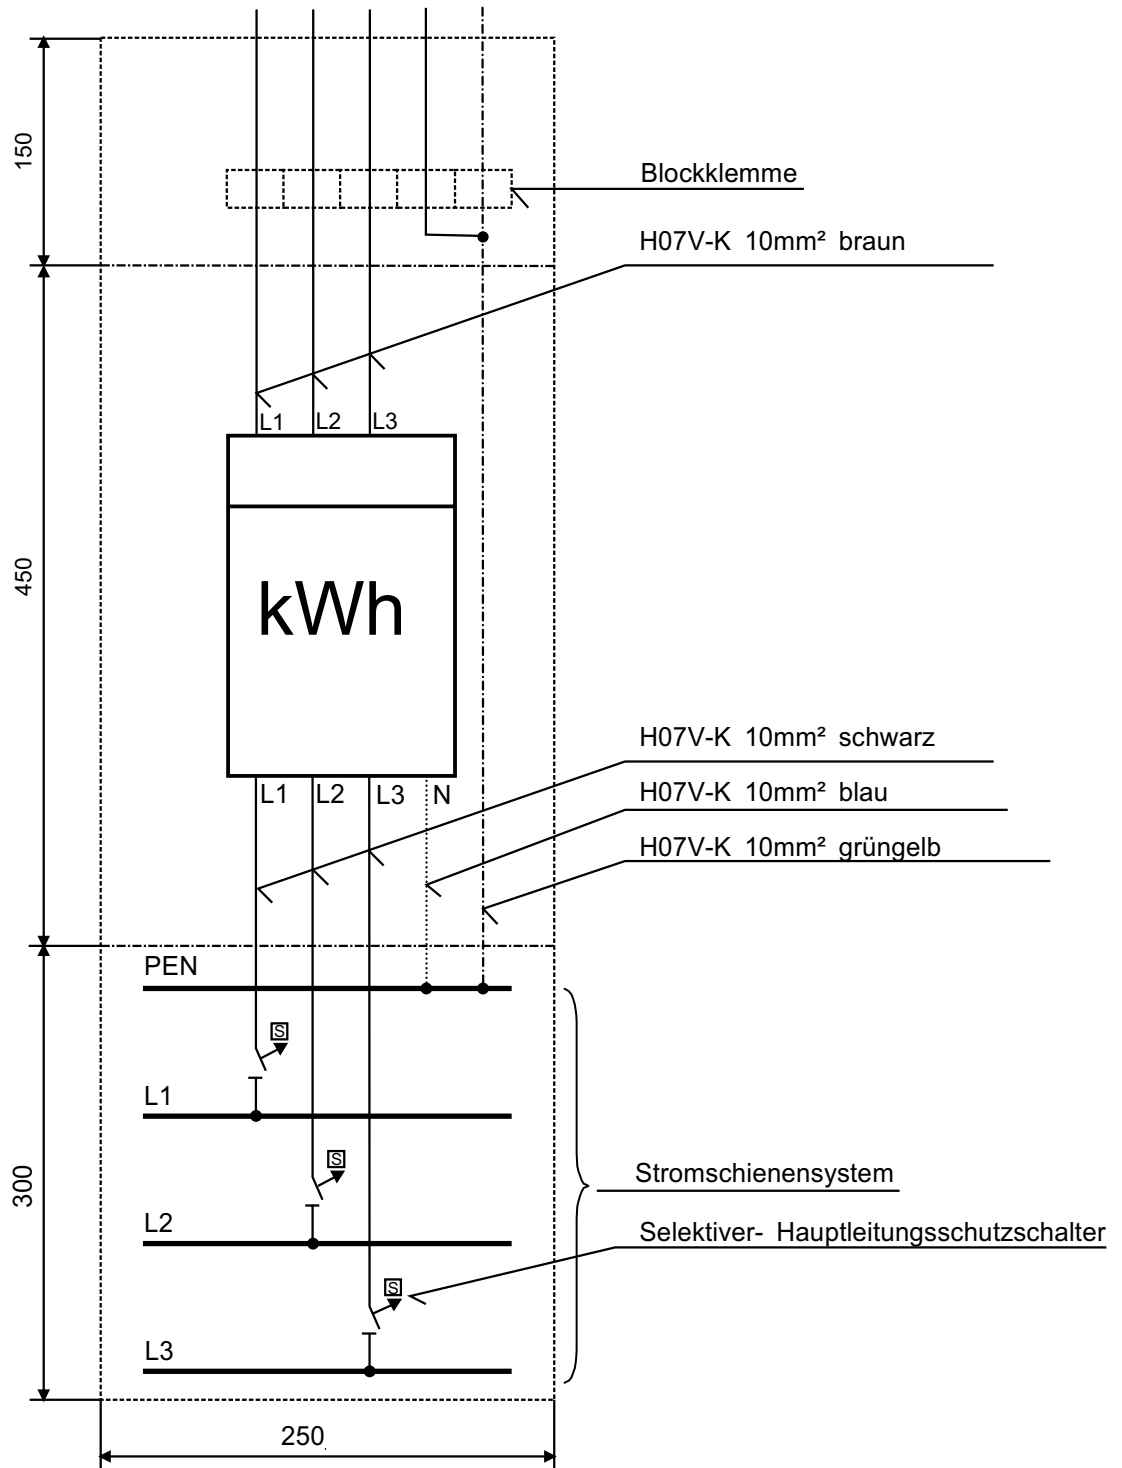 150
Blockklemme
H07V-K 10mm² braun
L1 L2 L3
450
kWh
H07V-K 10mm² schwarz
L1 L2 L3 N
H07V-K 10mm² blau
H07V-K 10mm² grüngelb
PEN
S
L1
S
300
Stromschienensystem
L2
Selektiver- Hauptleitungsschutzschalter
S
L3
250